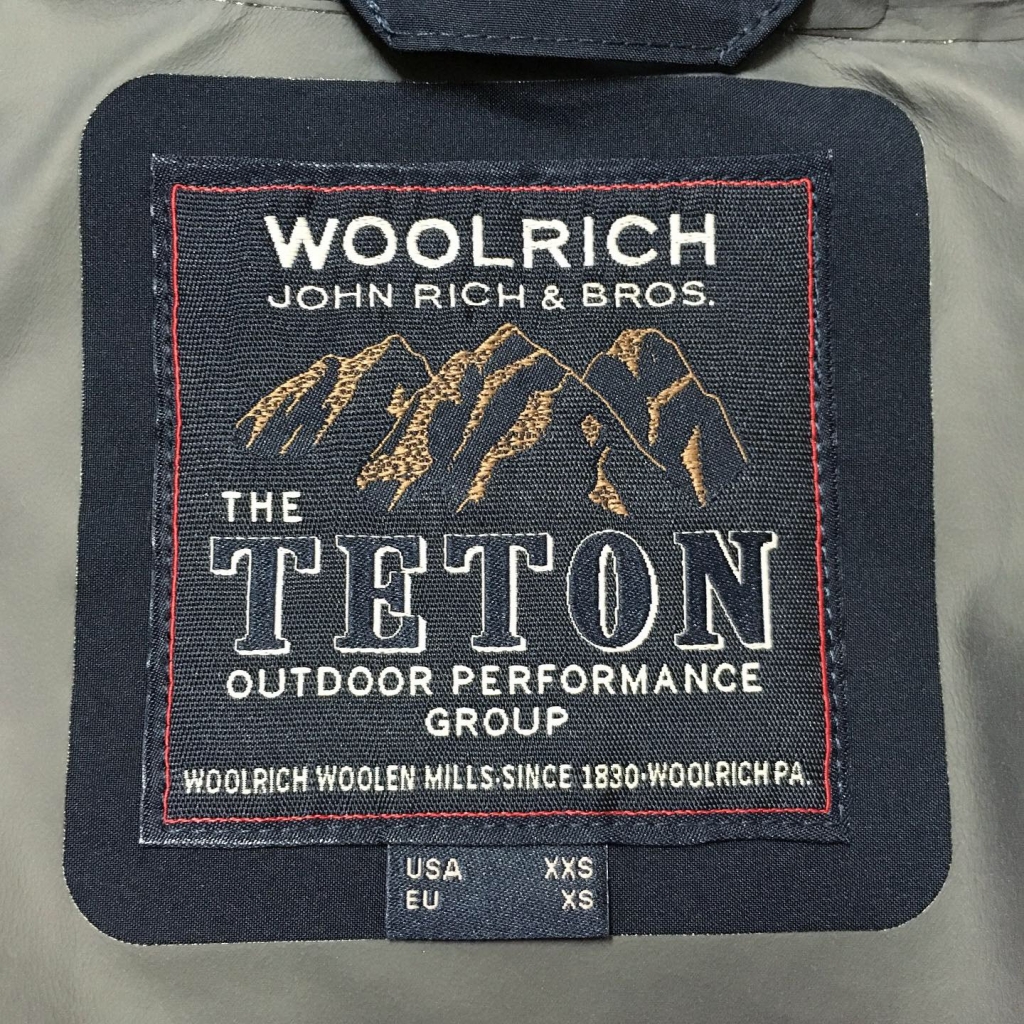 WOOLRICH
JOHN RICH & BROS.
THE
TETON
OUTDOOR PERFORMANCE
GROUP
WOOLRICH WOOLEN MILLS·SINCE 1830·WOOLRICH PA.
USA XXS
EU XS